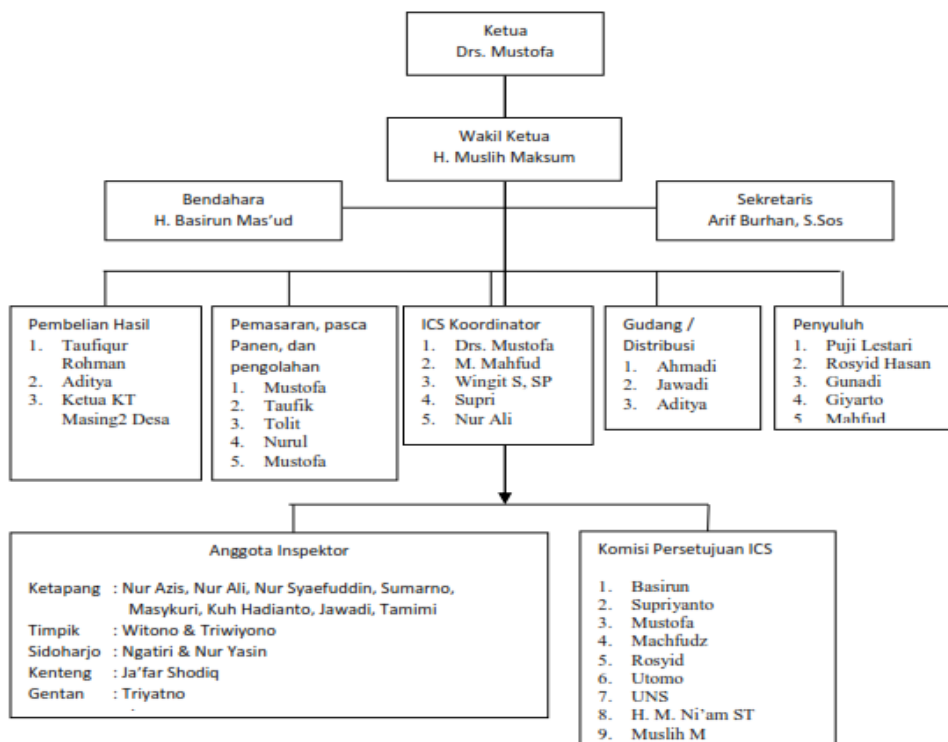 Ketua
Drs. Mustofa
Wakil Ketua
H. Muslih Maksum
Bendahara
H. Basirun Mas'ud
Sekretaris
Arif Burhan, S.Sos
Pembelian Hasil
1. Taufiqur
Rohman
2. Aditya
3. Ketua KT
Masing2 Desa
Pemasaran, pasca
Panen, dan
pengolahan
1. Mustofa
2. Taufik
3. Tolit
4. Nurul
5. Mustofa
ICS Koordinator
1. Drs. Mustofa
2. M. Mahfud
3. Wingit S, SP
4. Supri
5. Nur Ali
Gudang /
Distribusi
1. Ahmadi
2. Jawadi
3. Aditya
Penyuluh
1. Puji Lestari
2. Rosyid Hasan
3. Gunadi
4. Giyarto
5. Mahfud
Anggota Inspektor
Ketapang : Nur Azis, Nur Ali, Nur Syaefuddin, Sumarno,
Masykuri, Kuh Hadianto, Jawadi, Tamimi
Timpik : Witono & Triwiyono
Sidoharjo : Ngatiri & Nur Yasin
Kenteng : Ja'far Shodiq
Gentan : Triyatno
Komisi Persetujuan ICS
1. Basirun
2. Supriyanto
3. Mustofa
4. Machfudz
5. Rosyid
6. Utomo
7. UNS
8. H. M. Ni'am ST
9. Muslih M